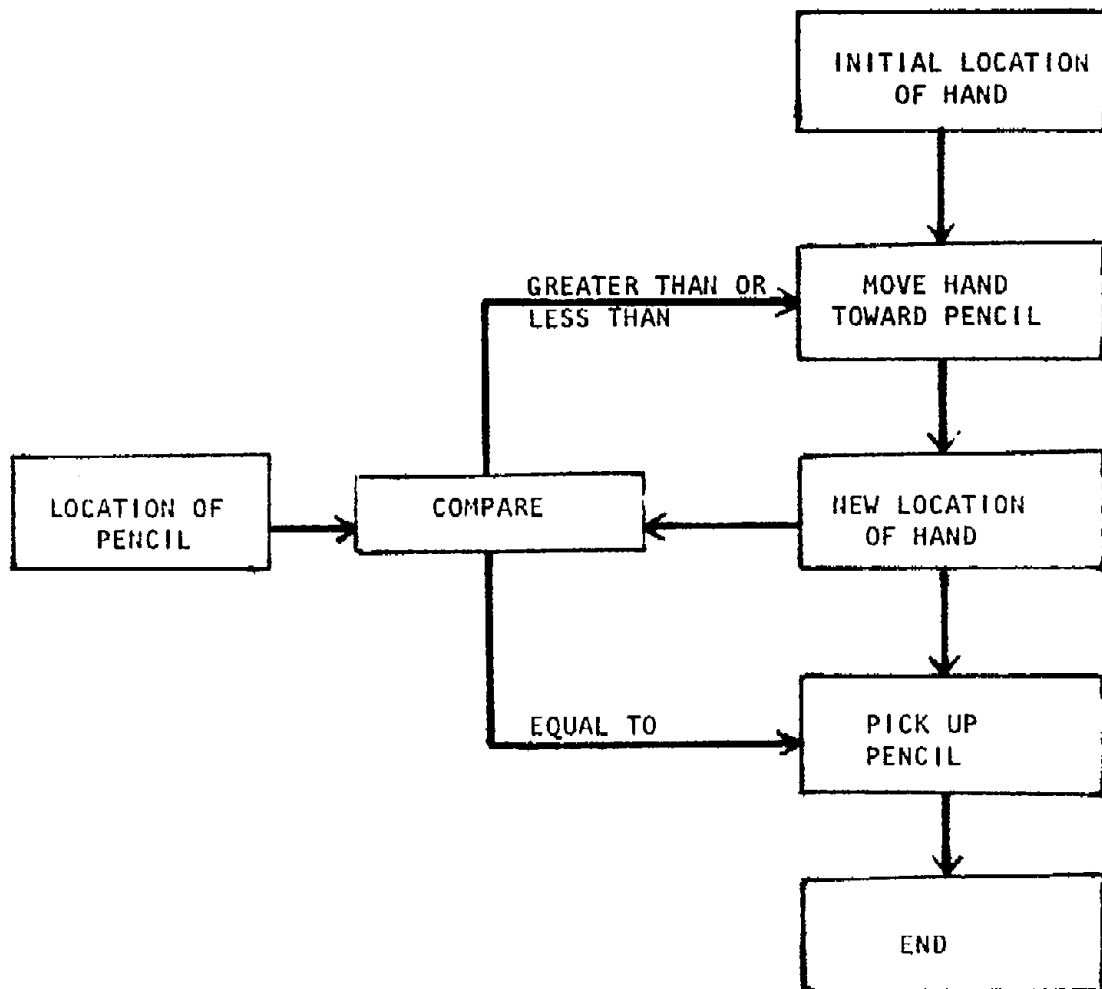 INITIAL LOCATION
OF HAND
GREATER THAN OR
LESS THAN
MOVE HAND
TOWARD PENCIL
LOCATION OF
PENCIL
COMPARE
NEW LOCATION
OF HAND
EQUAL TO
PICK UP
PENCIL
END